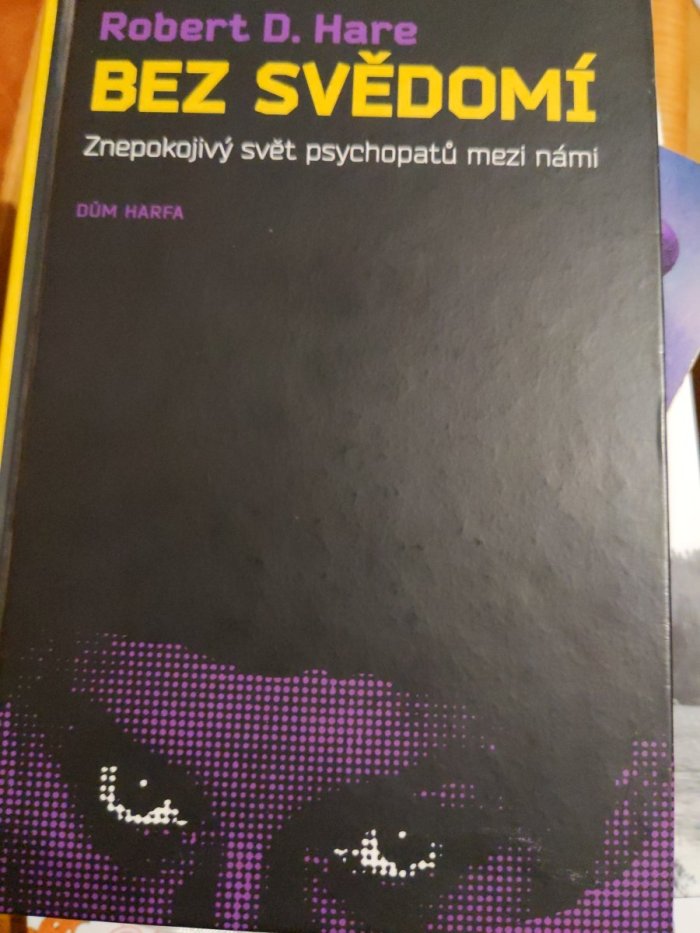 Robert D. Hare
BEZ SVĚDOMÍ
Znepokojivý svět psychopatů mezi námi
DŮM HARFA